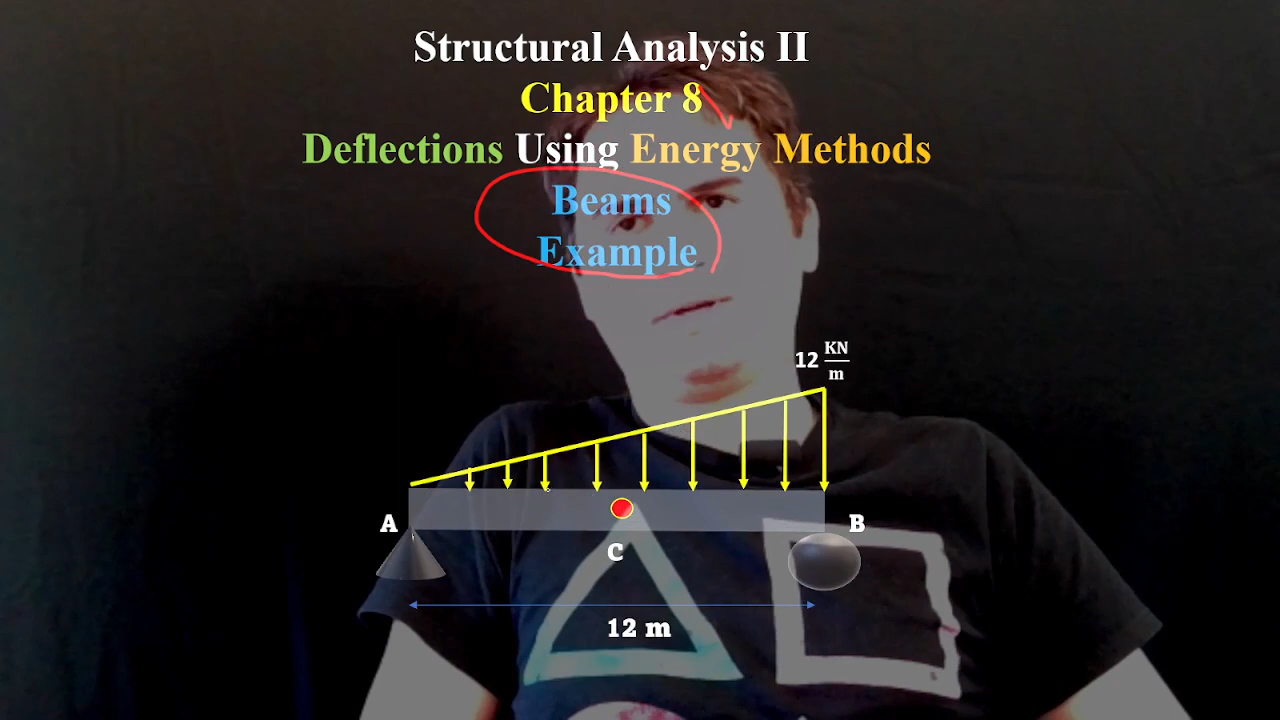 Structural Analysis II
Chapter 8
Deflections Using Energy Methods
Beams
Example
12 KN/m
A
B
C
12 m